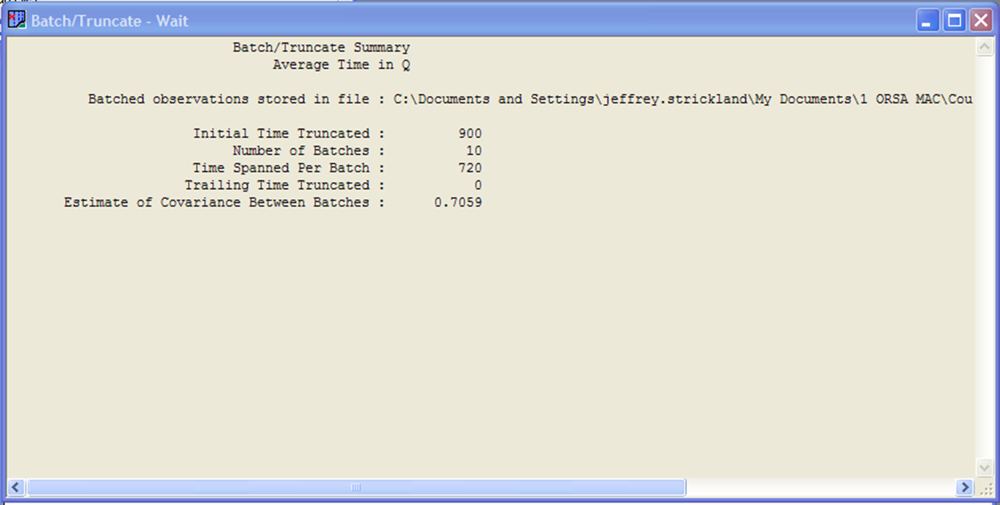 Batch/Truncate - Wait
Batch/Truncate Summary
Average Time in Q
Batched observations stored in file : C:\Documents and Settings\jeffrey.strickland\My Documents\1 ORSA MAC\Cou
Initial Time Truncated : 900
Number of Batches : 10
Time Spanned Per Batch : 720
Trailing Time Truncated : 0
Estimate of Covariance Between Batches : 0.7059